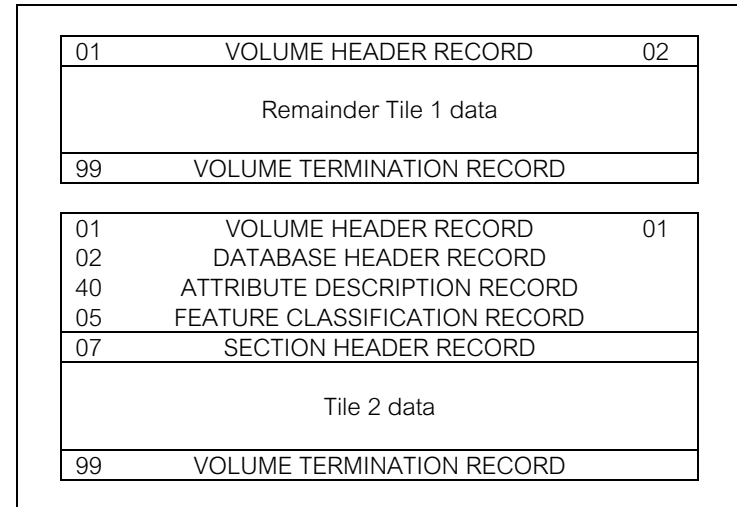 01 VOLUME HEADER RECORD 02
Remainder Tile 1 data
99 VOLUME TERMINATION RECORD
01 VOLUME HEADER RECORD 01
02 DATABASE HEADER RECORD
40 ATTRIBUTE DESCRIPTION RECORD
05 FEATURE CLASSIFICATION RECORD
07 SECTION HEADER RECORD
Tile 2 data
99 VOLUME TERMINATION RECORD